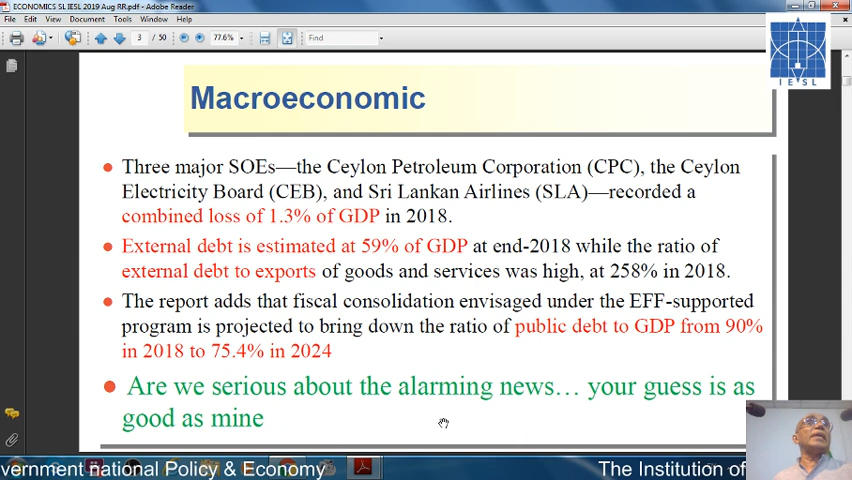 ECONOMICS SL IESL 2019 Aug RR.pdf - Adobe Reader
File Edit View Document Tools Window Help
3 / 50 77.6% Find
IESL
Macroeconomic
Three major SOEs—the Ceylon Petroleum Corporation (CPC), the Ceylon
Electricity Board (CEB), and Sri Lankan Airlines (SLA)—recorded a
combined loss of 1.3% of GDP in 2018.
External debt is estimated at 59% of GDP at end-2018 while the ratio of
external debt to exports of goods and services was high, at 258% in 2018.
The report adds that fiscal consolidation envisaged under the EFF-supported
program is projected to bring down the ratio of public debt to GDP from 90%
in 2018 to 75.4% in 2024
Are we serious about the alarming news… your guess is as
good as mine
vernment national Policy & Economy The Institution of